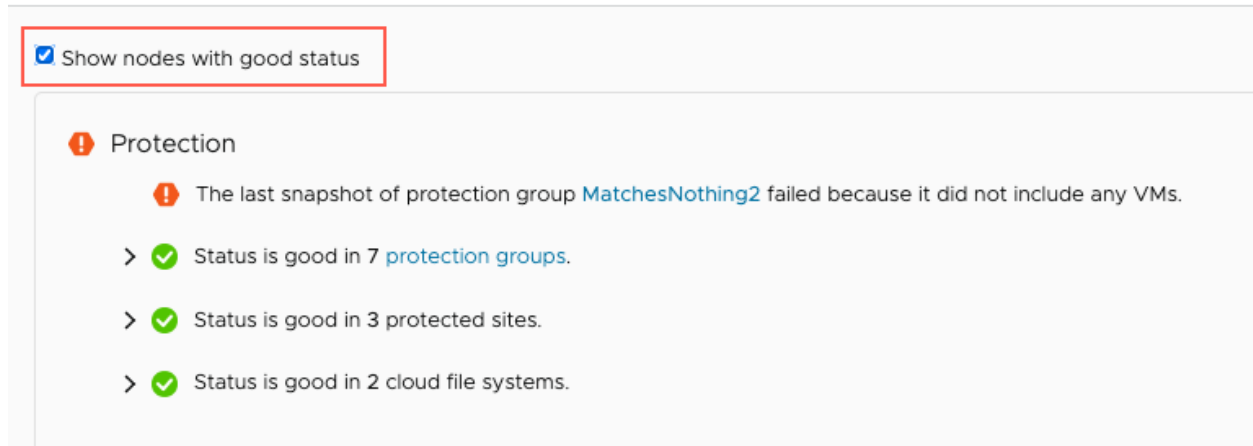 Show nodes with good status
Protection
The last snapshot of protection group MatchesNothing2 failed because it did not include any VMs.
Status is good in 7 protection groups.
Status is good in 3 protected sites.
Status is good in 2 cloud file systems.